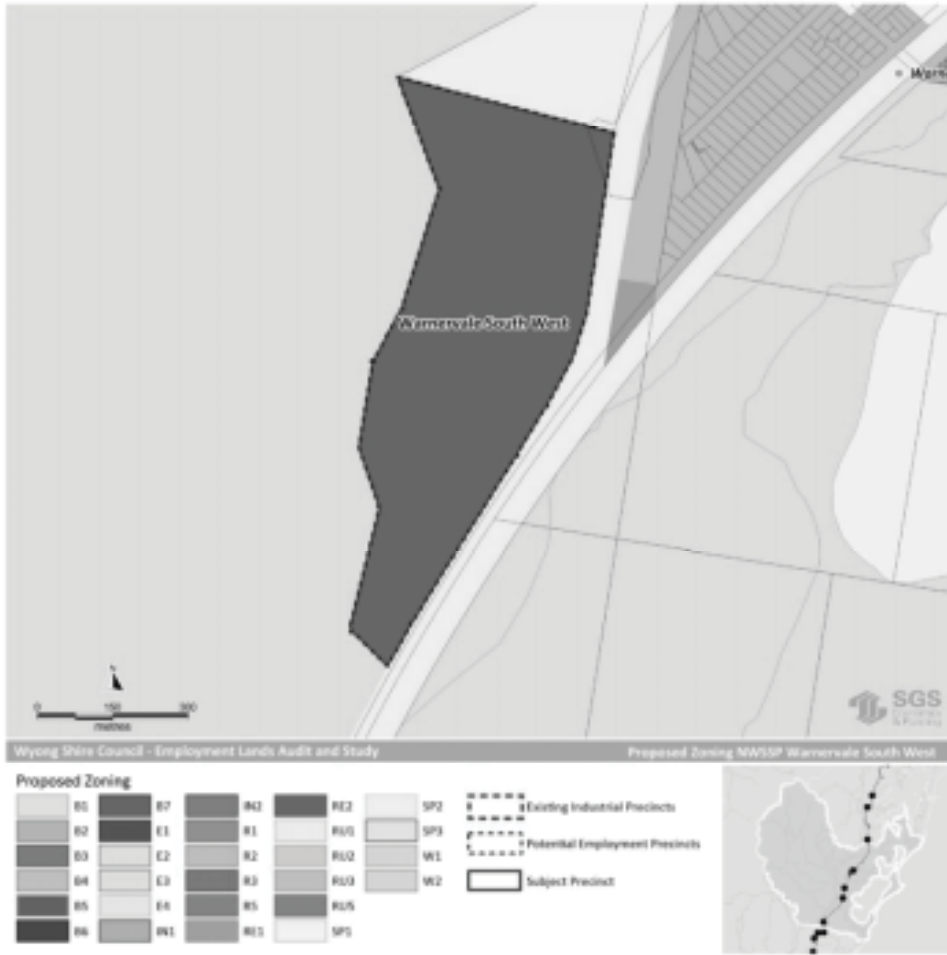 Warnervale South West
0 150 300
metres
SGS
Wyong Shire Council - Employment Lands Audit and Study
Proposed Zoning NWSSP Warnervale South West
Proposed Zoning
B1 B7 IN2 RE2 SP2
B2 E1 R1 RU1 SP3
B3 E2 R2 RU2 W1
B4 E3 R3 RU3 W2
B5 E4 R5 RU5
B6 IN1 RE1 SP1
Existing Industrial Precincts
Potential Employment Precincts
Subject Precinct